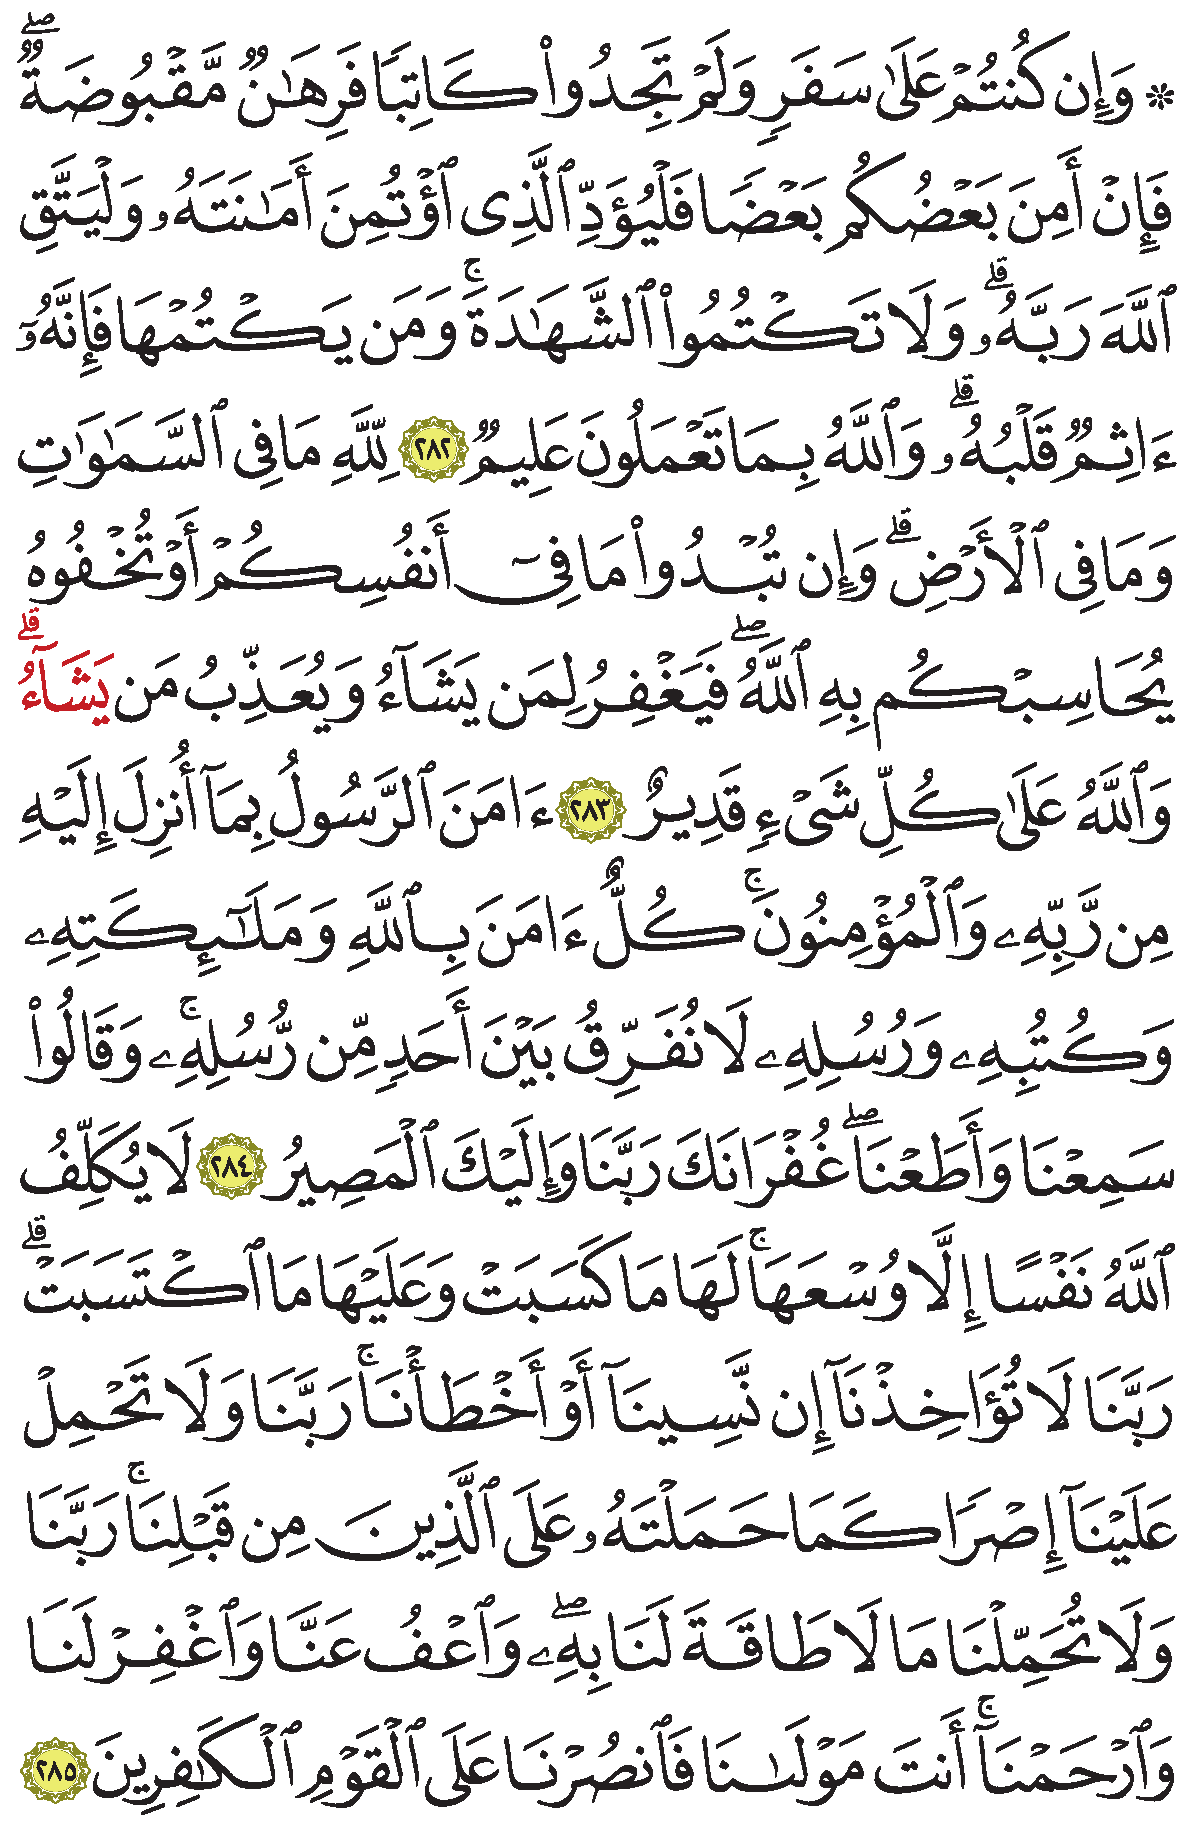 ۞ وَإِن كُنتُمْ عَلَىٰ سَفَرٍ وَلَمْ تَجِدُوا۟ كَاتِبًا فَرِهَـٰنٌ مَّقْبُوضَةٌ ۖ
فَإِنْ أَمِنَ بَعْضُكُم بَعْضًا فَلْيُؤَدِّ ٱلَّذِى ٱؤْتُمِنَ أَمَـٰنَتَهُۥ وَلْيَتَّقِ
ٱللَّهَ رَبَّهُۥ ۗ وَلَا تَكْتُمُوا۟ ٱلشَّهَـٰدَةَ ۚ وَمَن يَكْتُمْهَا فَإِنَّهُۥٓ
ءَاثِمٌ قَلْبُهُۥ ۗ وَٱللَّهُ بِمَا تَعْمَلُونَ عَلِيمٌ ٢٨٢ لِلَّهِ مَا فِى ٱلسَّمَـٰوَٰتِ
وَمَا فِى ٱلْأَرْضِ ۗ وَإِن تُبْدُوا۟ مَا فِىٓ أَنفُسِكُمْ أَوْ تُخْفُوهُ
يُحَاسِبْكُم بِهِ ٱللَّهُ ۖ فَيَغْفِرُ لِمَن يَشَآءُ وَيُعَذِّبُ مَن يَشَآءُ ۗ
وَٱللَّهُ عَلَىٰ كُلِّ شَىْءٍ قَدِيرٌ ٢٨٣ ءَامَنَ ٱلرَّسُولُ بِمَآ أُنزِلَ إِلَيْهِ
مِن رَّبِّهِۦ وَٱلْمُؤْمِنُونَ ۚ كُلٌّ ءَامَنَ بِٱللَّهِ وَمَلَـٰٓئِكَتِهِۦ
وَكُتُبِهِۦ وَرُسُلِهِۦ لَا نُفَرِّقُ بَيْنَ أَحَدٍ مِّن رُّسُلِهِۦ ۚ وَقَالُوا۟
سَمِعْنَا وَأَطَعْنَا ۖ غُفْرَانَكَ رَبَّنَا وَإِلَيْكَ ٱلْمَصِيرُ ٢٨٤ لَا يُكَلِّفُ
ٱللَّهُ نَفْسًا إِلَّا وُسْعَهَا ۚ لَهَا مَا كَسَبَتْ وَعَلَيْهَا مَا ٱكْتَسَبَتْ ۗ
رَبَّنَا لَا تُؤَاخِذْنَآ إِن نَّسِينَآ أَوْ أَخْطَأْنَا ۚ رَبَّنَا وَلَا تَحْمِلْ
عَلَيْنَآ إِصْرًا كَمَا حَمَلْتَهُۥ عَلَى ٱلَّذِينَ مِن قَبْلِنَا ۚ رَبَّنَا
وَلَا تُحَمِّلْنَا مَا لَا طَاقَةَ لَنَا بِهِۦ ۖ وَٱعْفُ عَنَّا وَٱغْفِرْ لَنَا
وَٱرْحَمْنَآ ۚ أَنتَ مَوْلَىٰنَا فَٱنصُرْنَا عَلَى ٱلْقَوْمِ ٱلْكَـٰفِرِينَ ٢٨٥